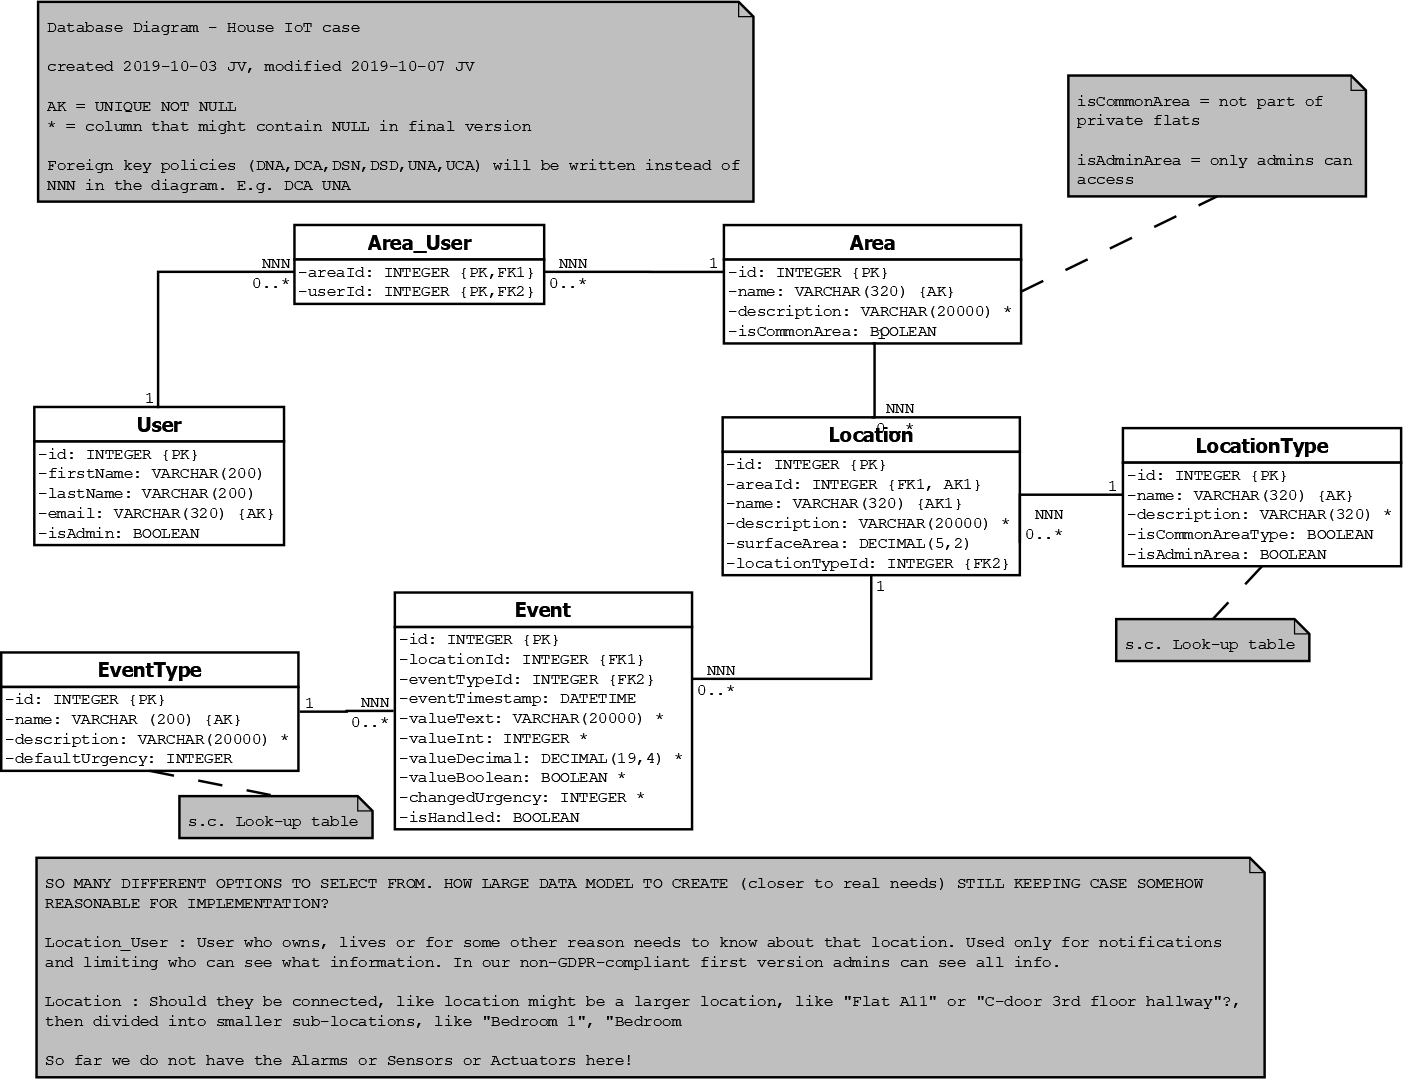 Database Diagram - House IoT case
created 2019-10-03 JV, modified 2019-10-07 JV
AK = UNIQUE NOT NULL
* = column that might contain NULL in final version
Foreign key policies (DNA,DCA,DSN,DSD,UNA,UCA) will be written instead of
NNN in the diagram. E.g. DCA UNA
isCommonArea = not part of
private flats
isAdminArea = only admins can
access
Area_User
-areaId: INTEGER {PK,FK1}
-userId: INTEGER {PK,FK2}
NNN
0..*
NNN
0..*
1
Area
-id: INTEGER {PK}
-name: VARCHAR(320) {AK}
-description: VARCHAR(20000) *
-isCommonArea: BOOLEAN
1
NNN
0..*
1
User
-id: INTEGER {PK}
-firstName: VARCHAR(200)
-lastName: VARCHAR(200)
-email: VARCHAR(320) {AK}
-isAdmin: BOOLEAN
Location
-id: INTEGER {PK}
-areaId: INTEGER {FK1, AK1}
-name: VARCHAR(320) {AK1}
-description: VARCHAR(20000) *
-surfaceArea: DECIMAL(5,2)
-locationTypeId: INTEGER {FK2}
1
NNN
0..*
LocationType
-id: INTEGER {PK}
-name: VARCHAR(320) {AK}
-description: VARCHAR(320) *
-isCommonAreaType: BOOLEAN
-isAdminArea: BOOLEAN
s.c. Look-up table
1
NNN
0..*
Event
-id: INTEGER {PK}
-locationId: INTEGER {FK1}
-eventTypeId: INTEGER {FK2}
-eventTimestamp: DATETIME
-valueText: VARCHAR(20000) *
-valueInt: INTEGER *
-valueDecimal: DECIMAL(19,4) *
-valueBoolean: BOOLEAN *
-changedUrgency: INTEGER *
-isHandled: BOOLEAN
EventType
-id: INTEGER {PK}
-name: VARCHAR (200) {AK}
-description: VARCHAR(20000) *
-defaultUrgency: INTEGER
1
NNN
0..*
s.c. Look-up table
SO MANY DIFFERENT OPTIONS TO SELECT FROM. HOW LARGE DATA MODEL TO CREATE (closer to real needs) STILL KEEPING CASE SOMEHOW
REASONABLE FOR IMPLEMENTATION?
Location_User : User who owns, lives or for some other reason needs to know about that location. Used only for notifications
and limiting who can see what information. In our non-GDPR-compliant first version admins can see all info.
Location : Should they be connected, like location might be a larger location, like "Flat A11" or "C-door 3rd floor hallway"?,
then divided into smaller sub-locations, like "Bedroom 1", "Bedroom
So far we do not have the Alarms or Sensors or Actuators here!